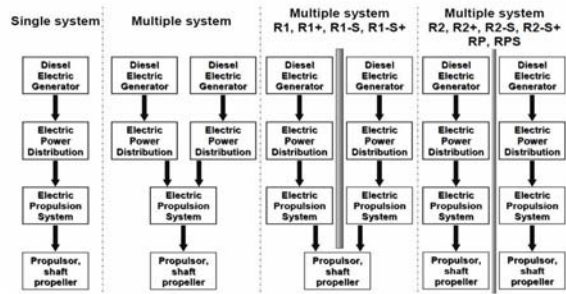 Single system
Multiple system
Multiple system
R1, R1+, R1-S, R1-S+
Multiple system
R2, R2+, R2-S, R2-S+
RP, RPS
Diesel
Electric
Generator
Diesel
Electric
Generator
Diesel
Electric
Generator
Diesel
Electric
Generator
Diesel
Electric
Generator
Diesel
Electric
Generator
Diesel
Electric
Generator
Electric
Power
Distribution
Electric
Power
Distribution
Electric
Power
Distribution
Electric
Power
Distribution
Electric
Power
Distribution
Electric
Power
Distribution
Electric
Power
Distribution
Electric
Propulsion
System
Electric
Propulsion
System
Electric
Propulsion
System
Electric
Propulsion
System
Electric
Propulsion
System
Electric
Propulsion
System
Propulsor,
shaft
propeller
Propulsor,
shaft
propeller
Propulsor,
shaft
propeller
Propulsor,
shaft
propeller
Propulsor,
shaft
propeller